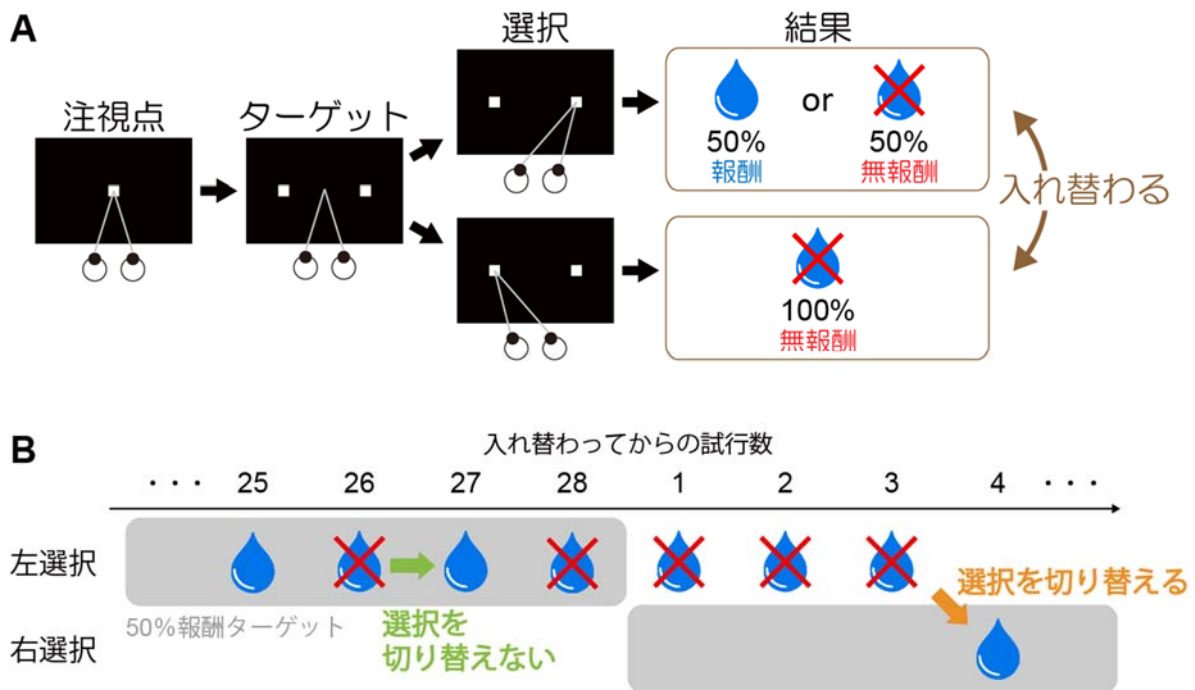 A
注視点
ターゲット
選択
結果
50%
報酬
or
50%
無報酬
100%
無報酬
入れ替わる
B
入れ替わってからの試行数
・・・ 25 26 27 28 1 2 3 4 ・・・
左選択
選択を切り替える
50%報酬ターゲット
選択を
切り替えない
右選択